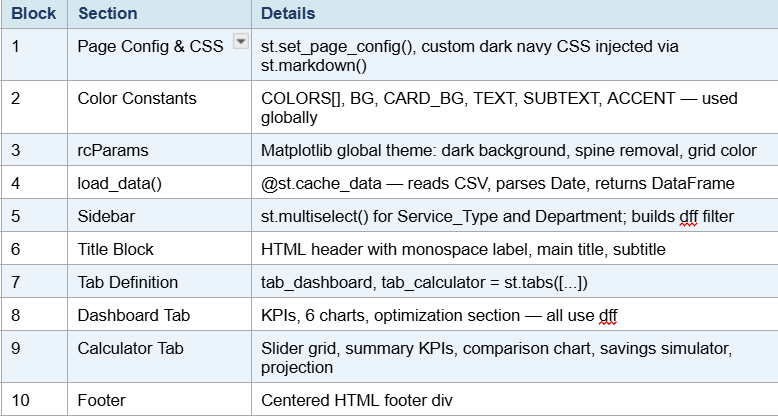 Block Section Details
1 Page Config & CSS st.set_page_config(), custom dark navy CSS injected via
st.markdown()
2 Color Constants COLORS[], BG, CARD_BG, TEXT, SUBTEXT, ACCENT — used
globally
3 rcParams Matplotlib global theme: dark background, spine removal, grid color
4 load_data() @st.cache_data — reads CSV, parses Date, returns DataFrame
5 Sidebar st.multiselect() for Service_Type and Department; builds dff filter
6 Title Block HTML header with monospace label, main title, subtitle
7 Tab Definition tab_dashboard, tab_calculator = st.tabs([...])
8 Dashboard Tab KPIs, 6 charts, optimization section — all use dff
9 Calculator Tab Slider grid, summary KPIs, comparison chart, savings simulator,
projection
10 Footer Centered HTML footer div